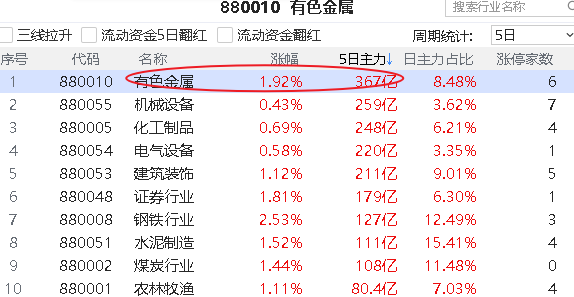 880010 有色金属
搜索行业名称
三线拉升 流动资金5日翻红 流动资金翻红 周期统计: 5日
序号 代码 名称 涨幅 5日主力↓ 日主力占比 涨停家数
1 880010 有色金属 1.92% 367亿 8.48% 6
2 880055 机械设备 0.43% 259亿 3.62% 7
3 880005 化工制品 0.69% 248亿 6.21% 4
4 880054 电气设备 0.58% 220亿 3.35% 1
5 880053 建筑装饰 1.12% 211亿 9.01% 5
6 880048 证券行业 1.81% 179亿 6.30% 1
7 880008 钢铁行业 2.53% 127亿 12.49% 3
8 880051 水泥制造 1.52% 111亿 15.41% 4
9 880002 煤炭行业 1.44% 108亿 11.48% 0
10 880001 农林牧渔 1.11% 80.4亿 7.03% 4